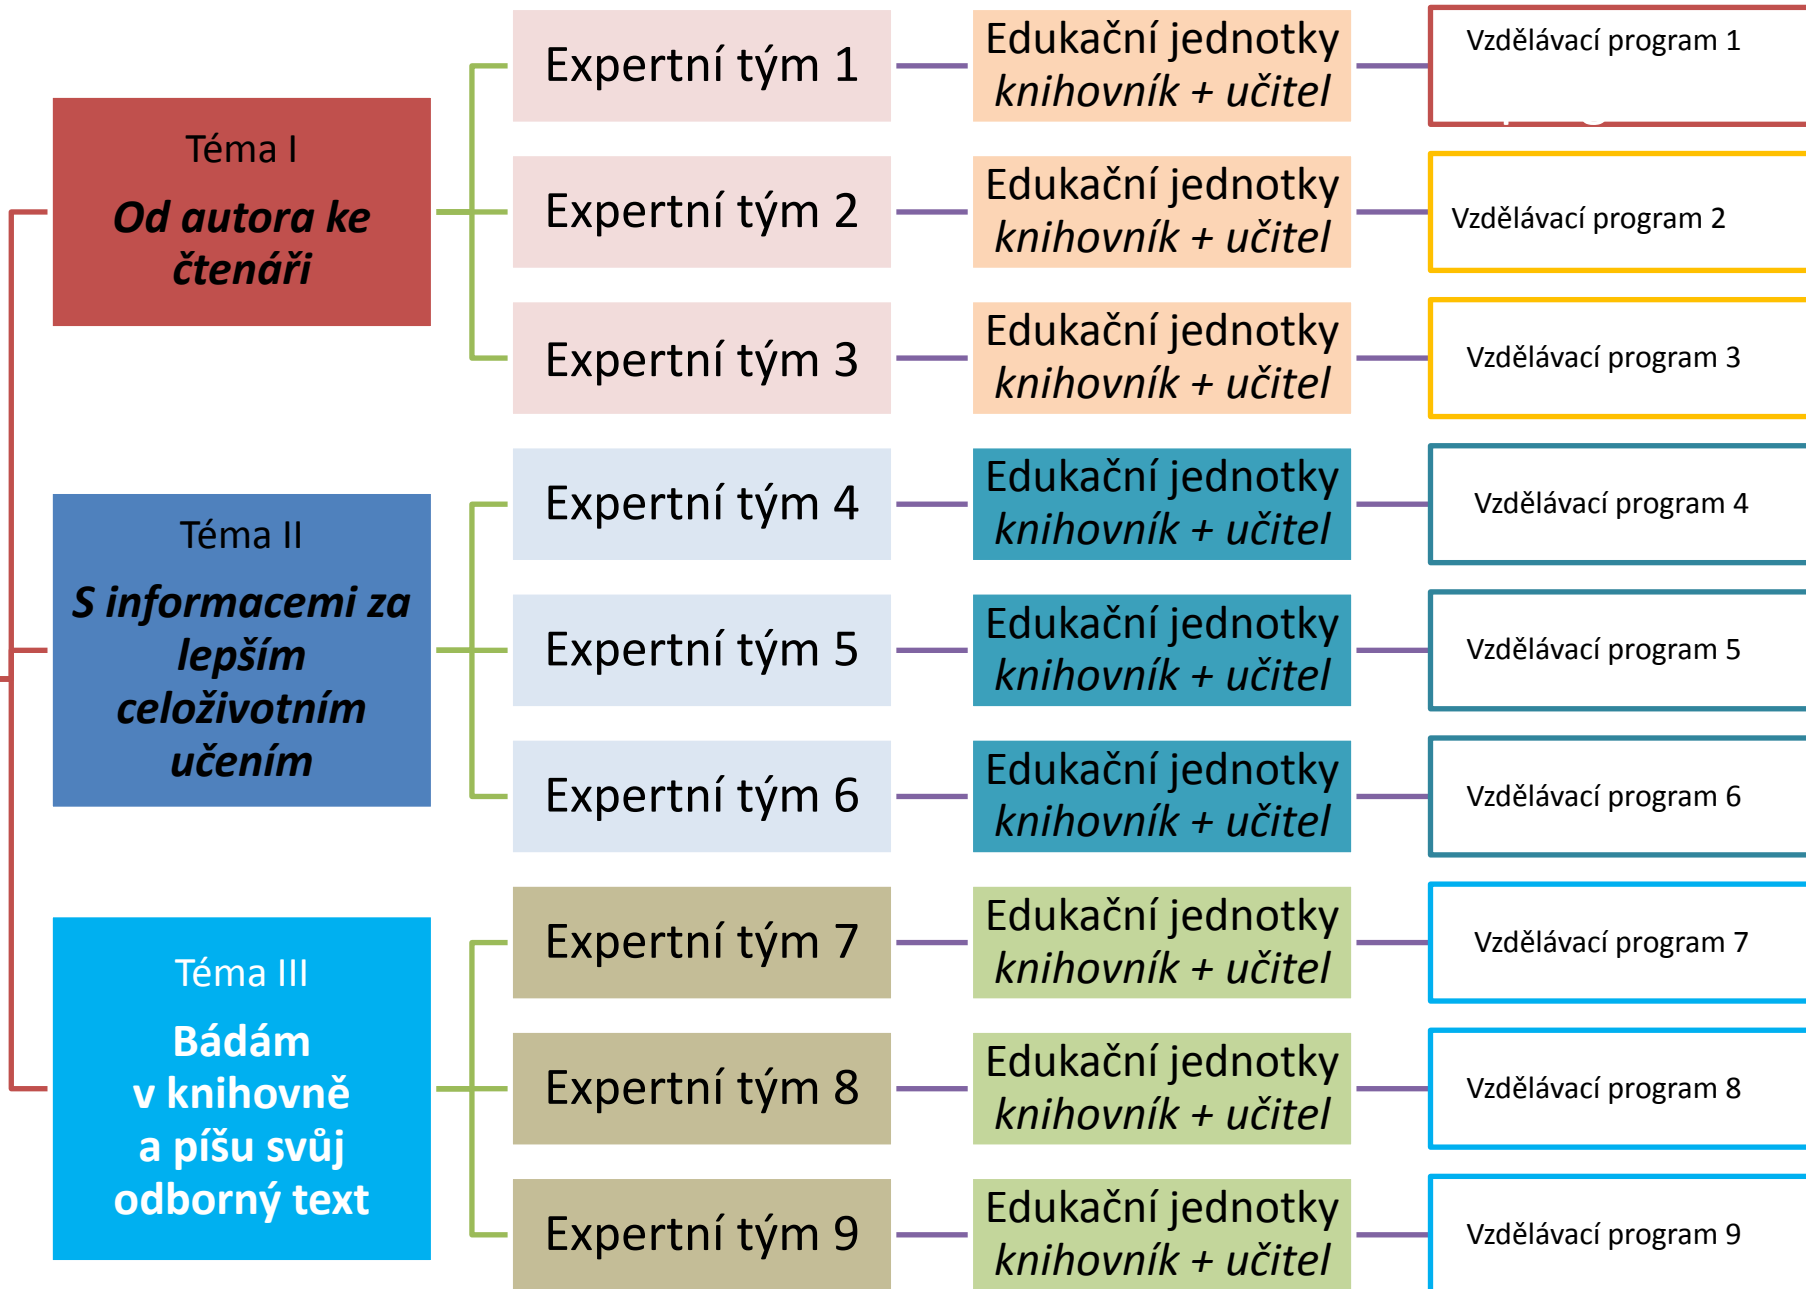 Téma I
Od autora ke
čtenáři
Expertní tým 1
Edukační jednotky
knihovník + učitel
Vzdělávací program 1
Expertní tým 2
Edukační jednotky
knihovník + učitel
Vzdělávací program 2
Expertní tým 3
Edukační jednotky
knihovník + učitel
Vzdělávací program 3
Téma II
S informacemi za
lepším
celoživotním
učením
Expertní tým 4
Edukační jednotky
knihovník + učitel
Vzdělávací program 4
Expertní tým 5
Edukační jednotky
knihovník + učitel
Vzdělávací program 5
Expertní tým 6
Edukační jednotky
knihovník + učitel
Vzdělávací program 6
Téma III
Bádám
v knihovně
a píšu svůj
odborný text
Expertní tým 7
Edukační jednotky
knihovník + učitel
Vzdělávací program 7
Expertní tým 8
Edukační jednotky
knihovník + učitel
Vzdělávací program 8
Expertní tým 9
Edukační jednotky
knihovník + učitel
Vzdělávací program 9